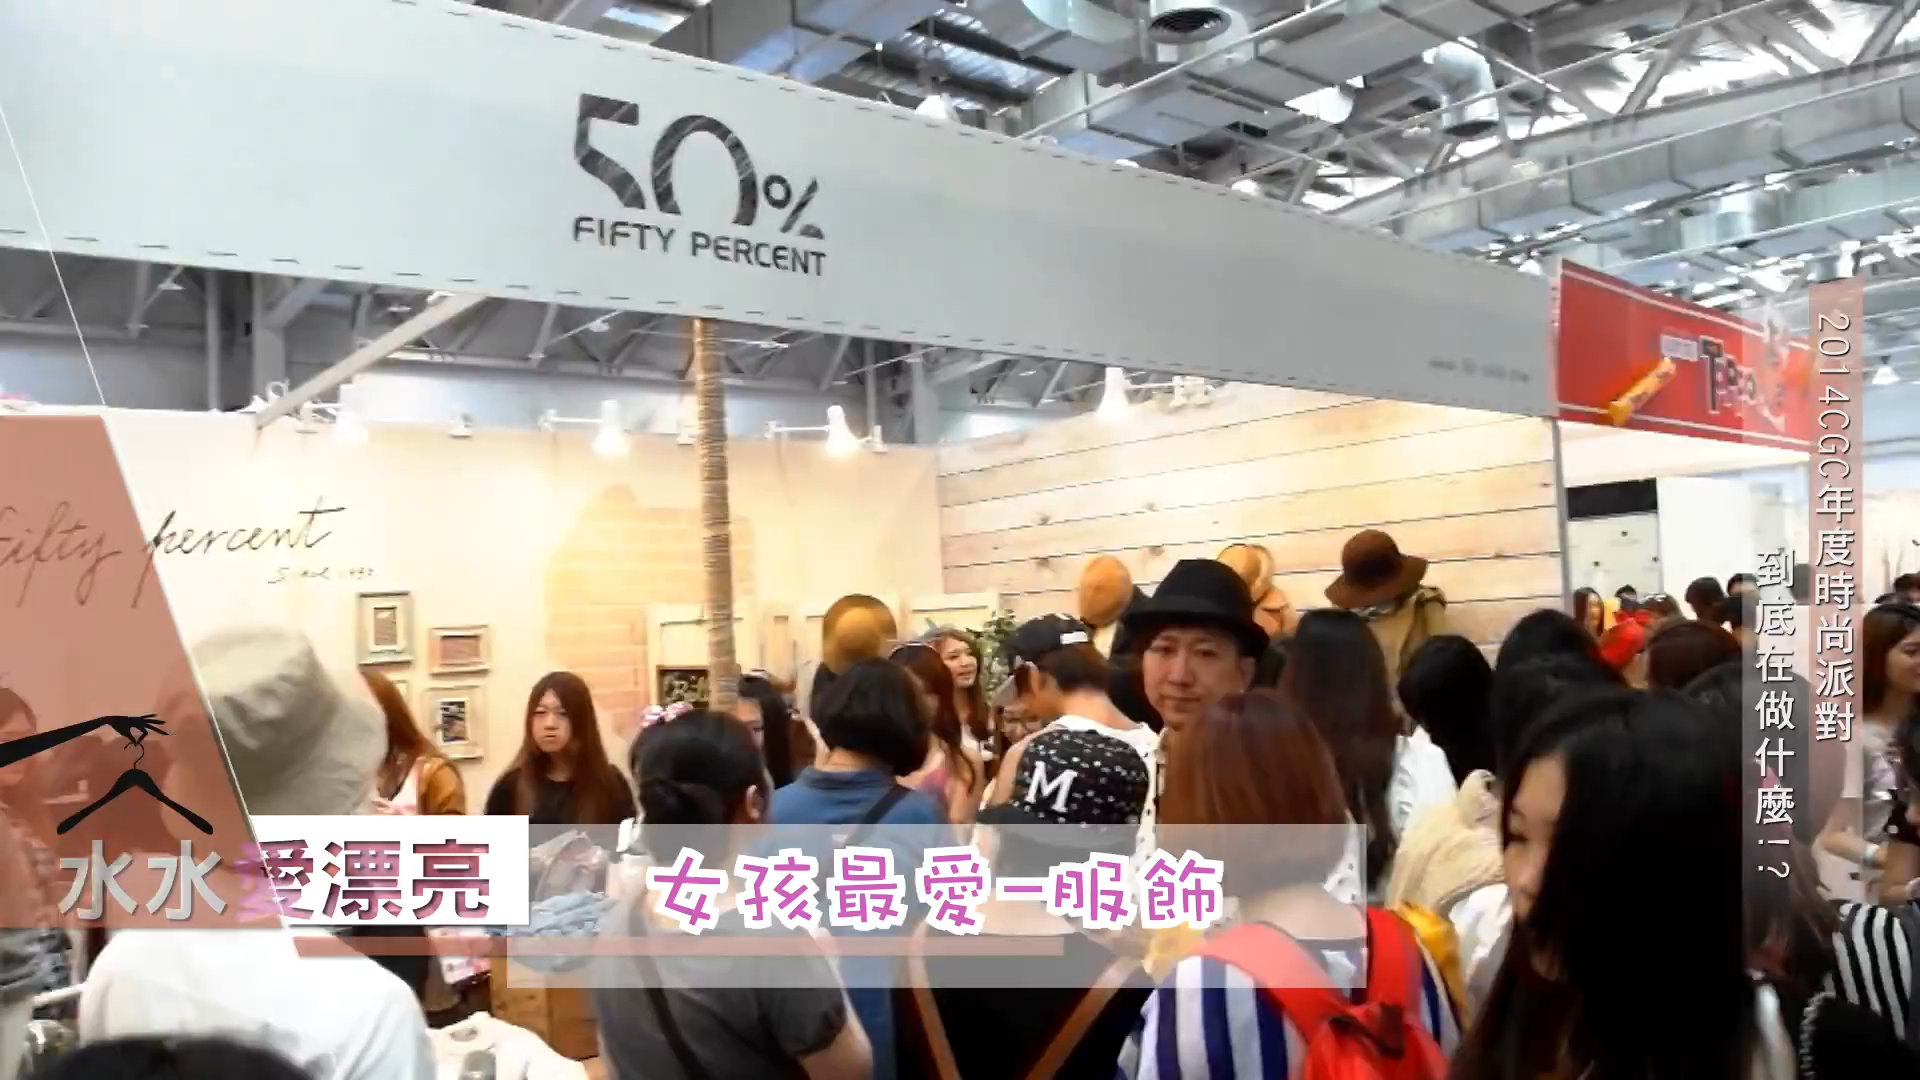 50%
FIFTY PERCENT
fifty percent
M
2014CGC年度時尚派對
到底在做什麼!?
水水愛漂亮
女孩最愛-服飾